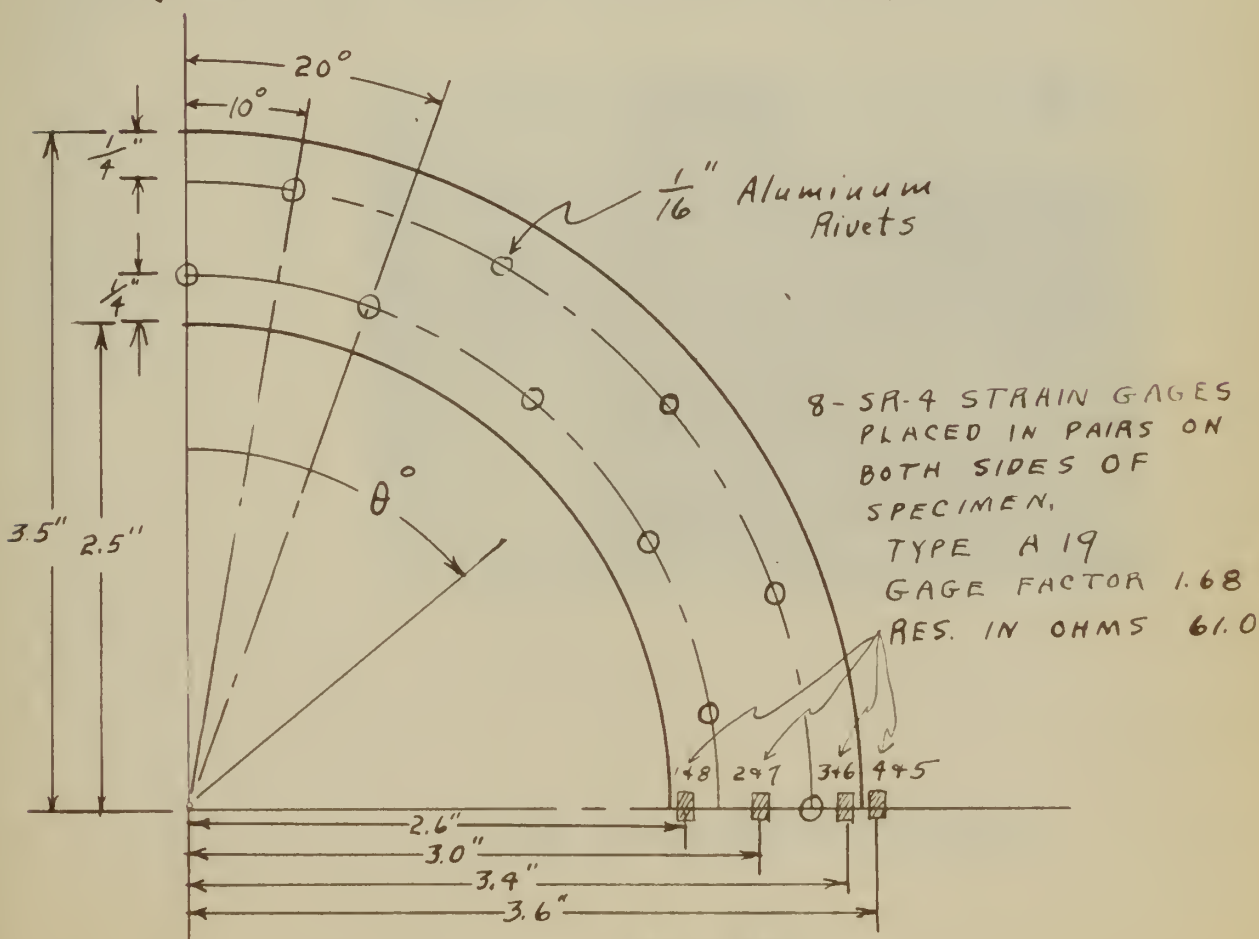 20°
10°
1/4"
1/16" Aluminum
Rivets
1/4"
8-SR-4 STRAIN GAGES
PLACED IN PAIRS ON
BOTH SIDES OF
SPECIMEN.
TYPE A 19
GAGE FACTOR 1.68
RES. IN OHMS 61.0
θ°
3.5" 2.5"
1&8 2&7 3&6 4&5
2.6"
3.0"
3.4"
3.6"